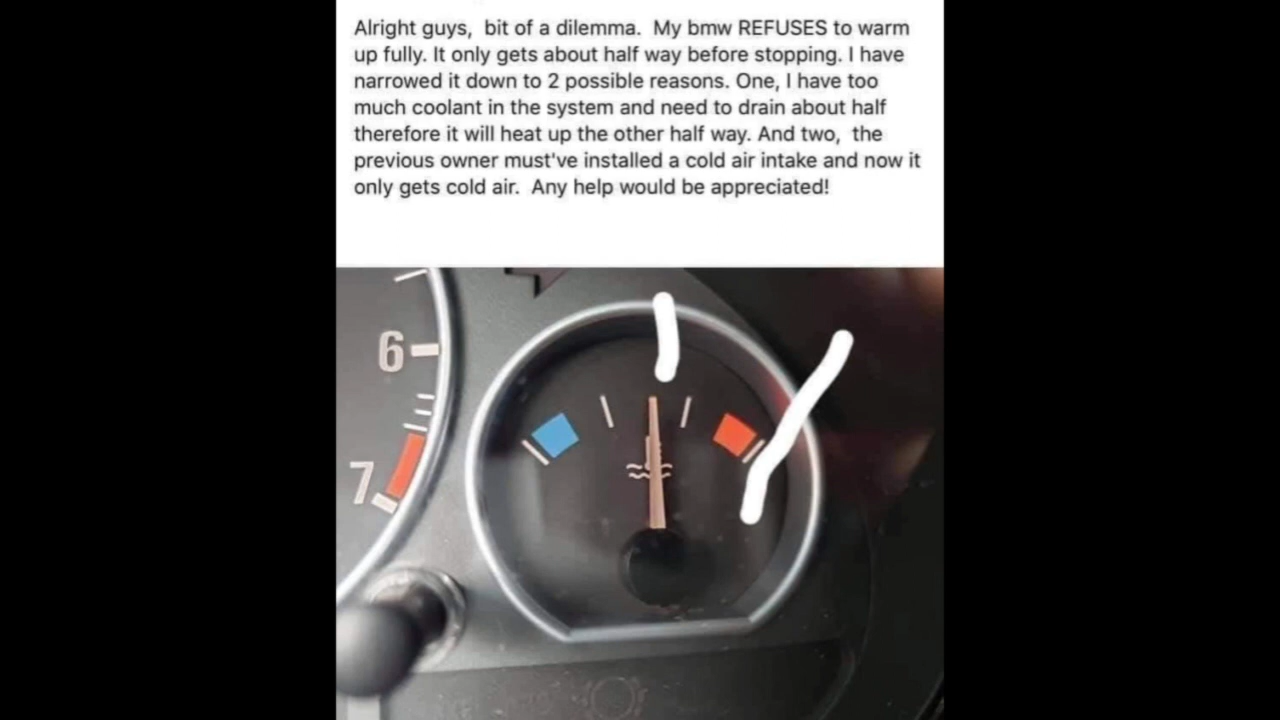 Alright guys,  bit of a dilemma.  My bmw REFUSES to warm
up fully. It only gets about half way before stopping. I have
narrowed it down to 2 possible reasons. One, I have too
much coolant in the system and need to drain about half
therefore it will heat up the other half way. And two,  the
previous owner must've installed a cold air intake and now it
only gets cold air.  Any help would be appreciated!
6
7